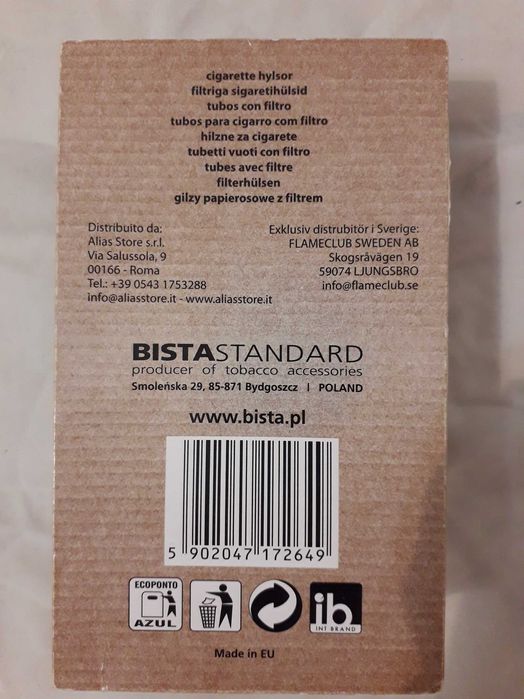 cigarette hylsor
filtriga sigaretihülsid
tubos con filtro
tubos para cigarro com filtro
hilzne za cigarete
tubetti vuoti con filtro
tubes avec filtre
filterhülsen
gilzy papierosowe z filtrem
Distribuito da:
Alias Store s.r.l.
Via Salussola, 9
00166 - Roma
Tel.: +39 0543 1753288
info@aliasstore.it - www.aliasstore.it
Exklusiv distrubitör i Sverige:
FLAMECLUB SWEDEN AB
Skogsråvägen 19
59074 LJUNGSBRO
info@flameclub.se
BISTASTANDARD
producer of tobacco accessories
Smoleńska 29, 85-871 Bydgoszcz | POLAND
www.bista.pl
5 902047 172649
ECOPONTO
AZUL
ib
INT BRAND
Made in EU